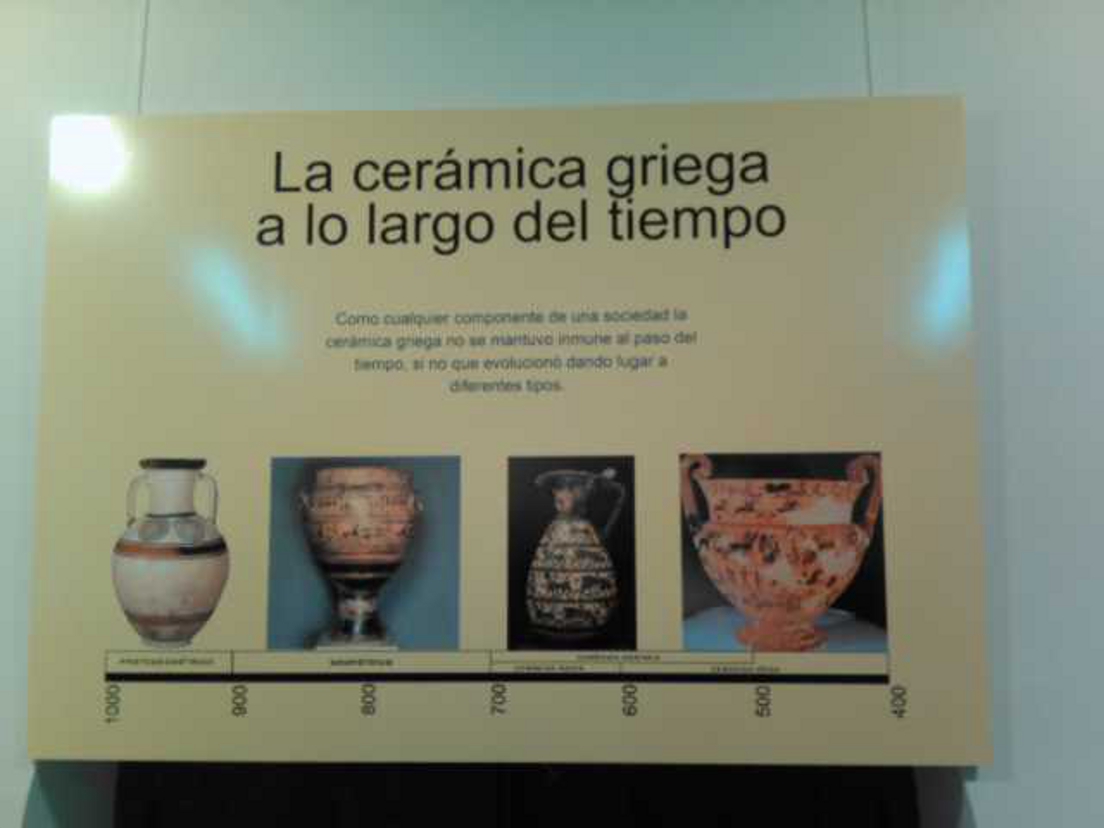 La cerámica griega
a lo largo del tiempo
Como cualquier componente de una sociedad la
cerámica griega no se mantuvo inmune al paso del
tiempo, si no que evolucionó dando lugar a
diferentes tipos.
1000 900 800 700 600 500 400